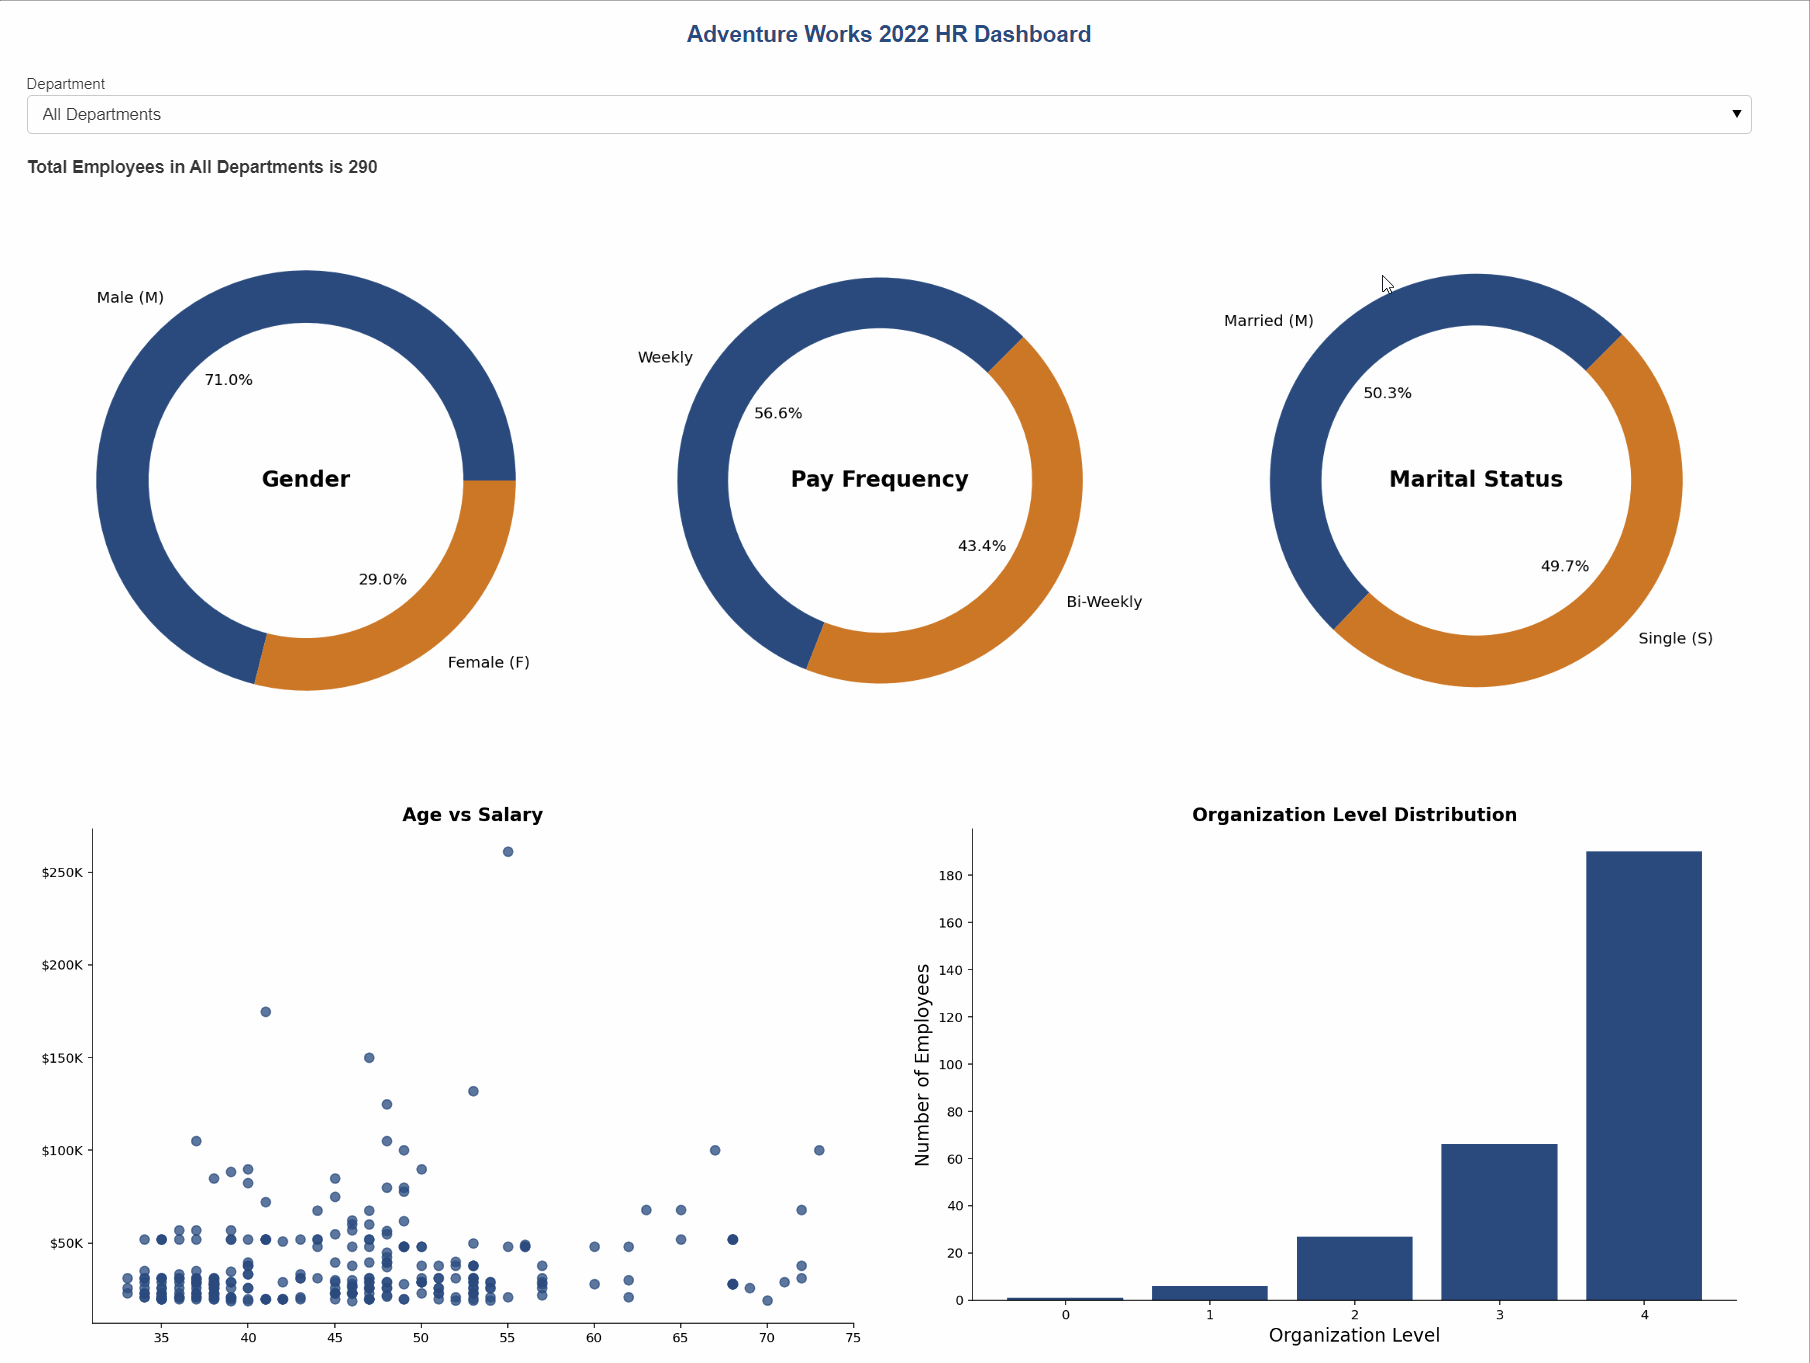 Adventure Works 2022 HR Dashboard
Department
All Departments
Total Employees in All Departments is 290
Male (M)
71.0%
Gender
29.0%
Female (F)
Weekly
56.6%
Pay Frequency
43.4%
Bi-Weekly
Married (M)
50.3%
Marital Status
49.7%
Single (S)
Age vs Salary
$250K
$200K
$150K
$100K
$50K
35 40 45 50 55 60 65 70 75
Organization Level Distribution
Number of Employees
180
160
140
120
100
80
60
40
20
0
0 1 2 3 4
Organization Level